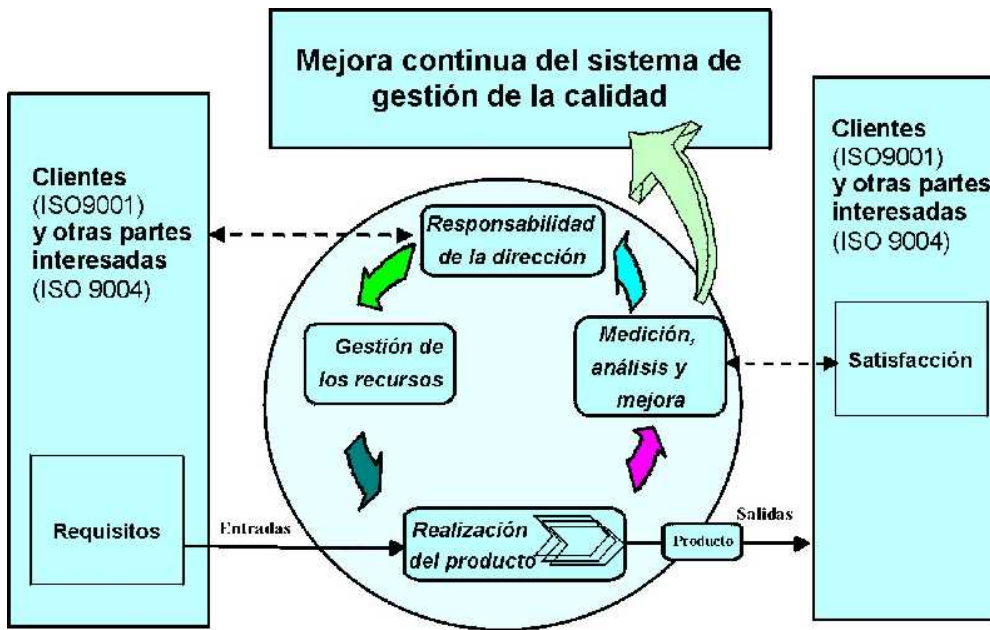 Mejora continua del sistema de
gestión de la calidad
Clientes
(ISO9001)
y otras partes
interesadas
(ISO 9004)
Requisitos
Entradas
Responsabilidad
de la dirección
Gestión de
los recursos
Medición,
análisis y
mejora
Realización
del producto
Producto
Salidas
Clientes
(ISO9001)
y otras partes
interesadas
(ISO 9004)
Satisfacción